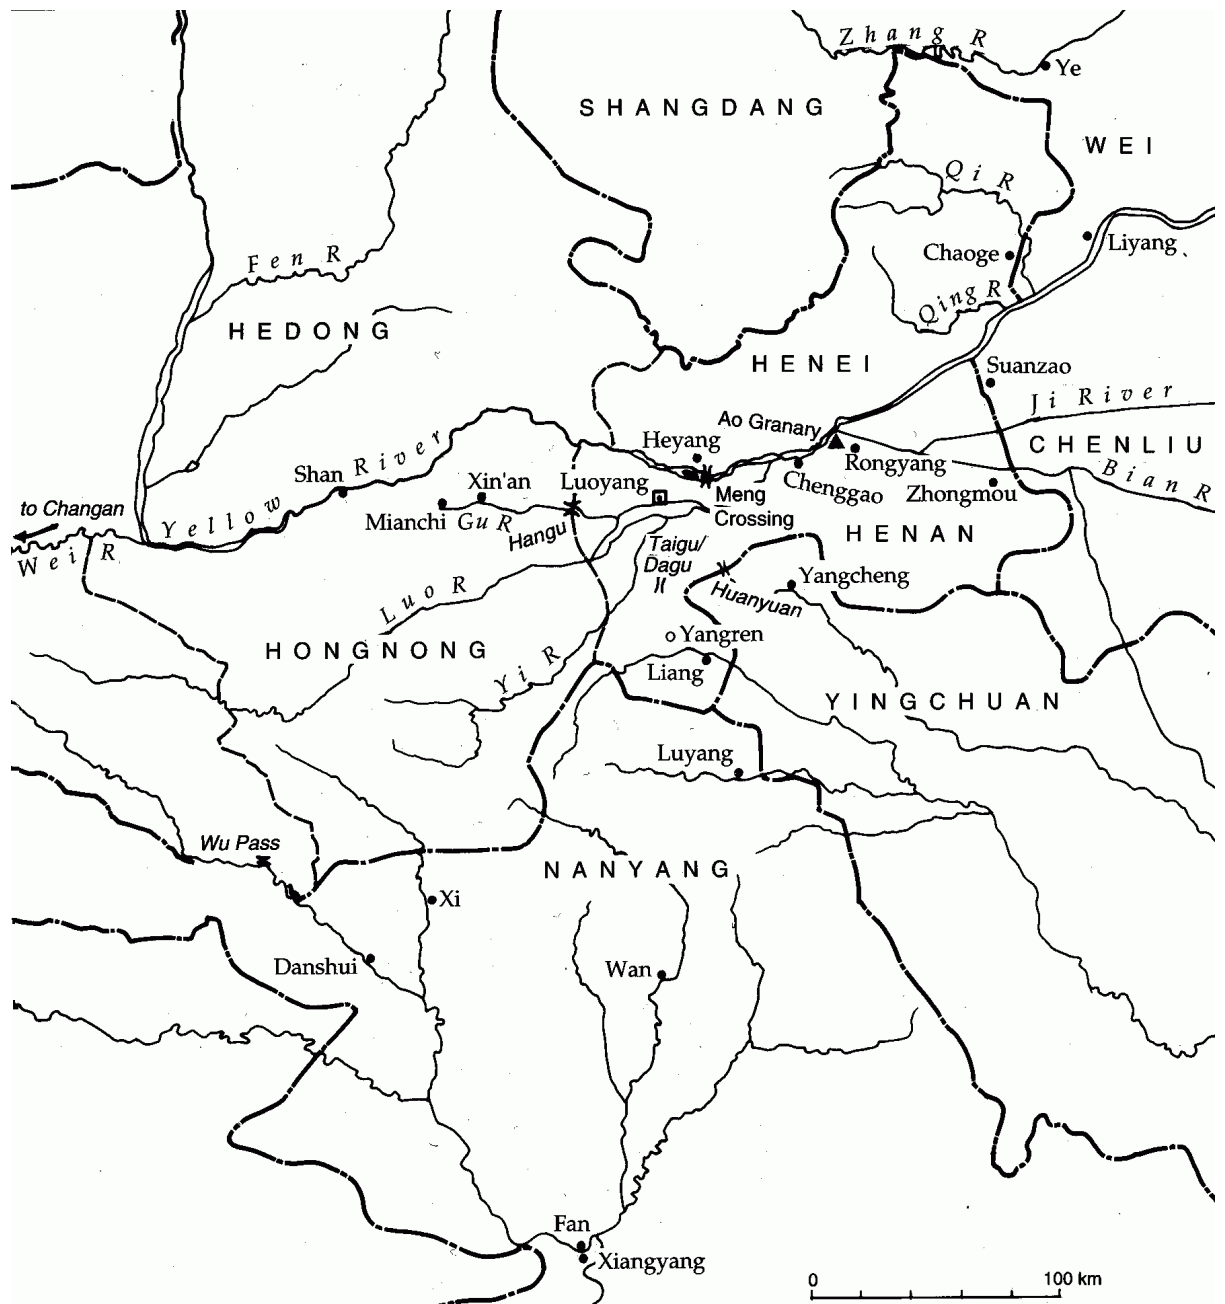 Zhang R
Ye
SHANGDANG
WEI
Qi R
Chaoge
Liyang
Fen R
Qing R
HEDONG
HENEI
Suanzao
Ji River
Ao Granary
Heyang
CHENLIU
Rongyang
Shan
Yellow River
Xin'an
Luoyang
Chenggao
Zhongmou
Bian R
Meng
Crossing
to Changan
Mianchi
Gu R
Hangu
HENAN
Wei R
Taigu/
Dagu
Yangcheng
Huanyuan
Luo R
Yangren
HONGNONG
Yi R
Liang
YINGCHUAN
Luyang
Wu Pass
NANYANG
Xi
Danshui
Wan
Fan
Xiangyang
0 100 km